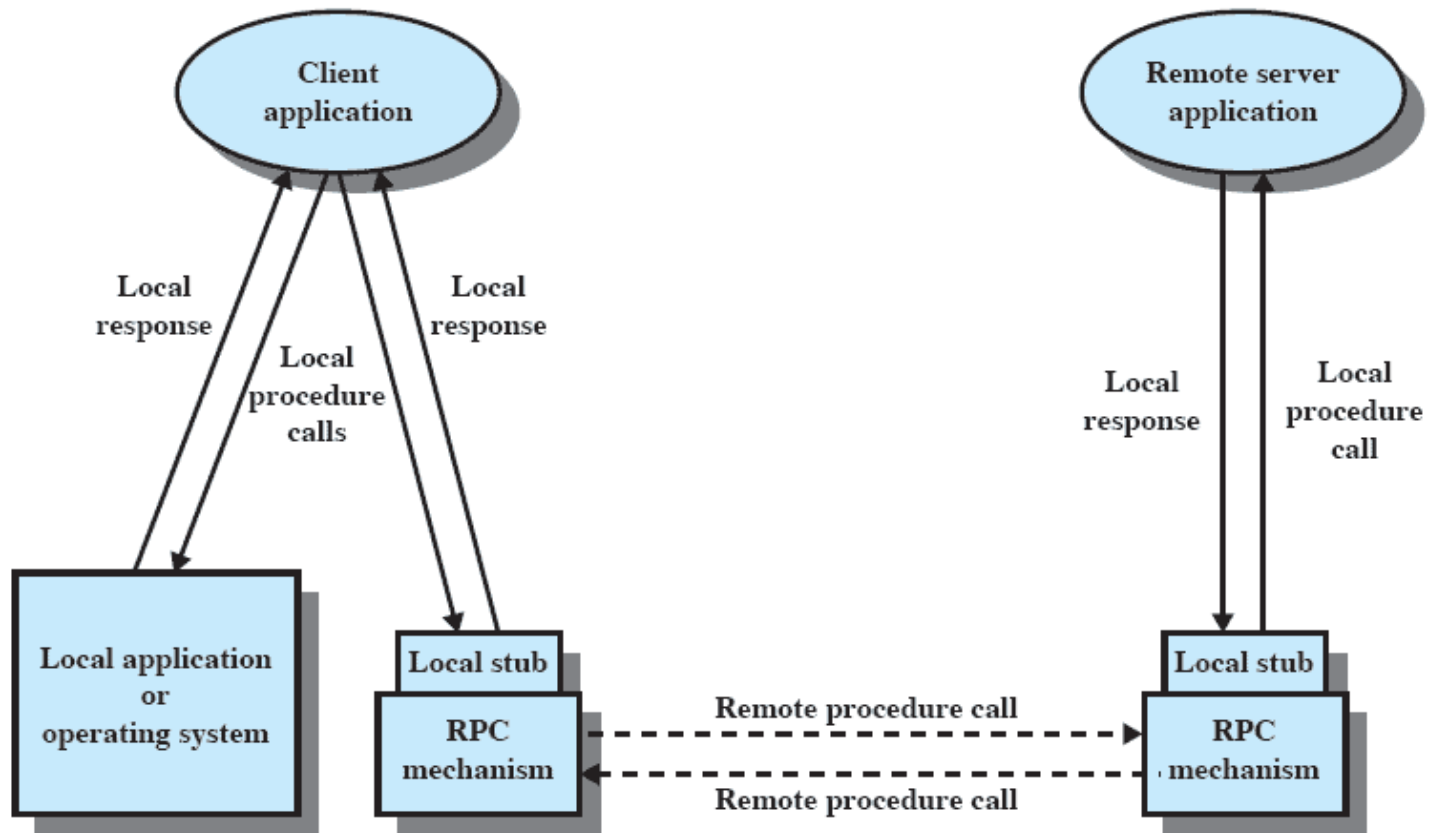 Client
application
Remote server
application
Local
response
Local
procedure
calls
Local
response
Local
response
Local
procedure
call
Local application
or
operating system
Local stub
RPC
mechanism
Remote procedure call
Remote procedure call
Local stub
RPC
mechanism